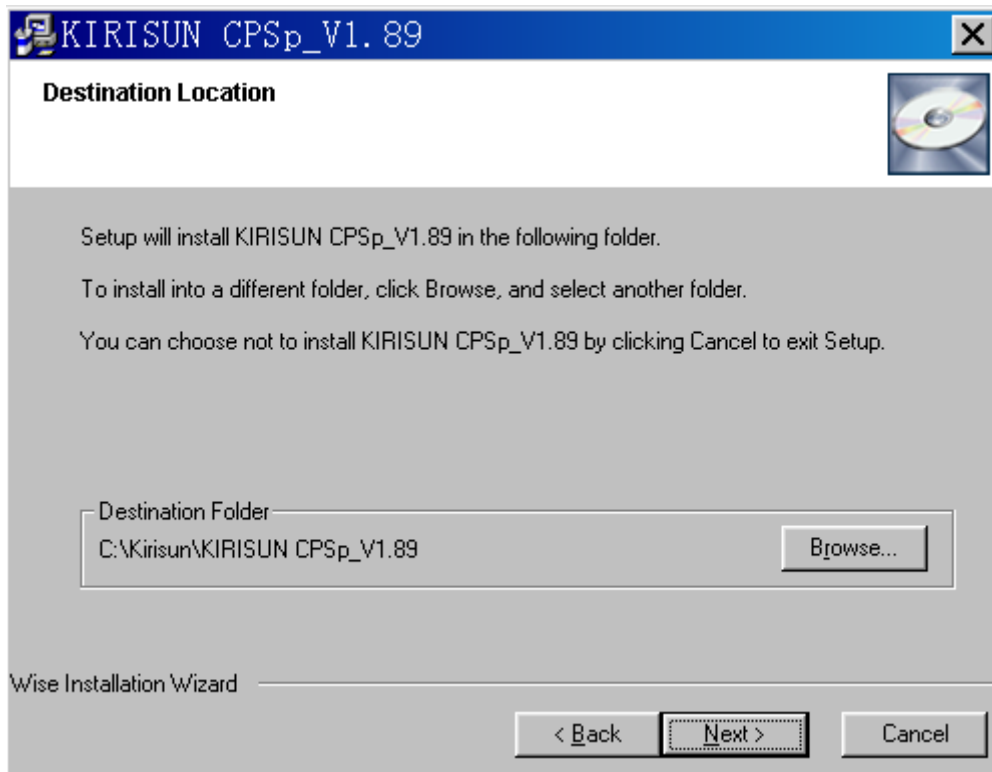 KIRISUN CPSp_V1.89
Destination Location
Setup will install KIRISUN CPSp_V1.89 in the following folder.
To install into a different folder, click Browse, and select another folder.
You can choose not to install KIRISUN CPSp_V1.89 by clicking Cancel to exit Setup.
Destination Folder
C:\Kirisun\KIRISUN CPSp_V1.89
Browse...
Wise Installation Wizard
< Back
Next >
Cancel